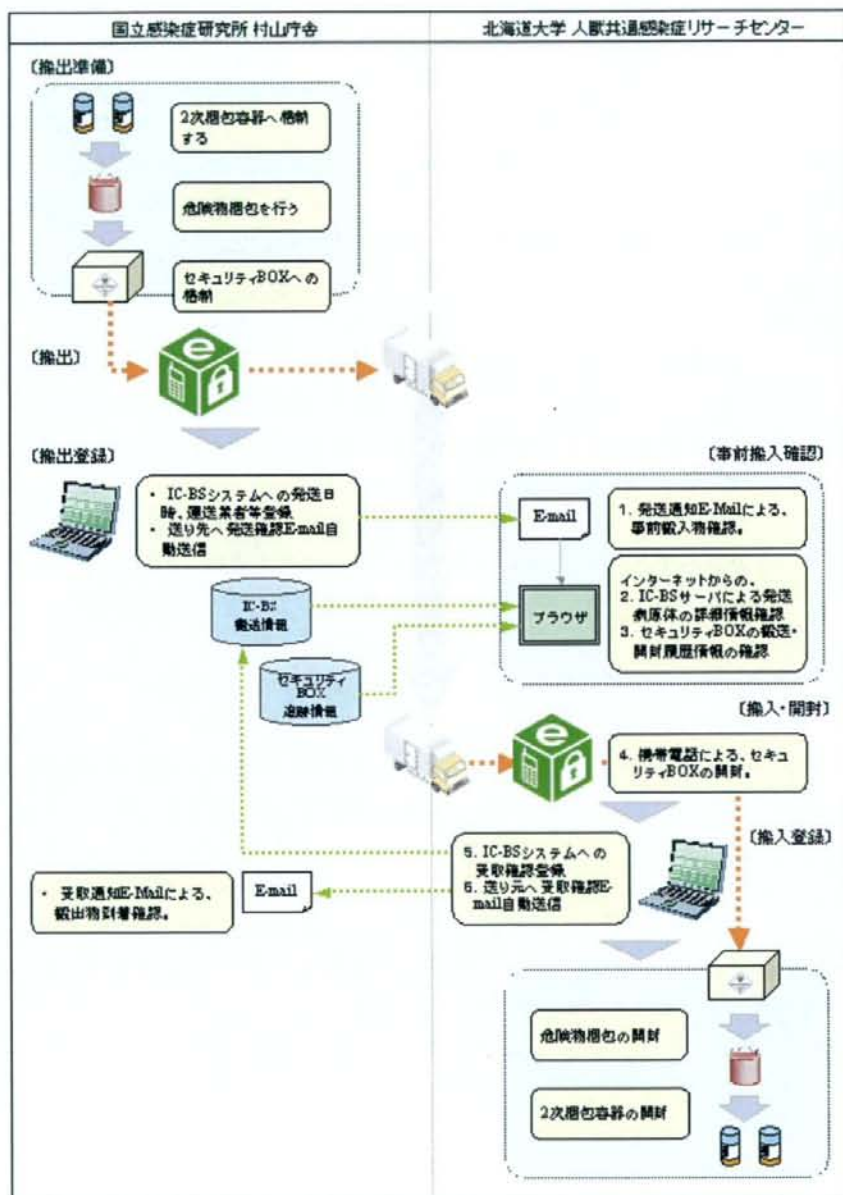 国立感染症研究所 村山庁舎
北海道大学 人獣共通感染症リサーチセンター
〔搬出準備〕
2次梱包容器へ格納
する
危険物梱包を行う
セキュリティBOXへの
格納
〔搬出〕
〔搬出登録〕
・ IC-BSシステムへの発送日
時、運送業者等登録
・ 送り先へ発送確認E-mail自
動送信
〔事前搬入確認〕
E-mail
1. 発送通知E-Mailによる、
事前搬入物確認。
ブラウザ
インターネットからの、
2. IC-BSサーバによる発送
病原体の詳細情報確認
3. セキュリティBOXの搬送・
開封履歴情報の確認
IC-BS
搬送情報
セキュリティ
BOX
追跡情報
〔搬入・開封〕
4. 携帯電話による、セキュ
リティBOXの開封。
〔搬入登録〕
5. IC-BSシステムへの
受取確認登録
6. 送り元へ受取確認E-
mail自動送信
E-mail
・ 受取通知E-Mailによる、
搬出物到着確認。
危険物梱包の開封
2次梱包容器の開封